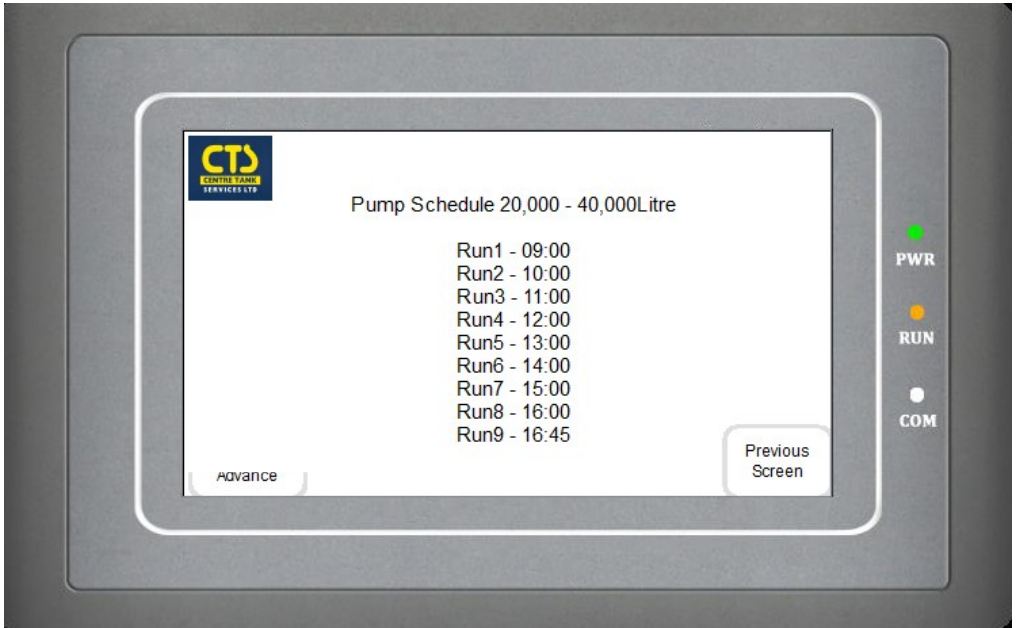 CTS
CENTRE TANK
SERVICES LTD
Pump Schedule 20,000 - 40,000Litre
Run1 - 09:00
Run2 - 10:00
Run3 - 11:00
Run4 - 12:00
Run5 - 13:00
Run6 - 14:00
Run7 - 15:00
Run8 - 16:00
Run9 - 16:45
Advance
Previous
Screen
PWR
RUN
COM